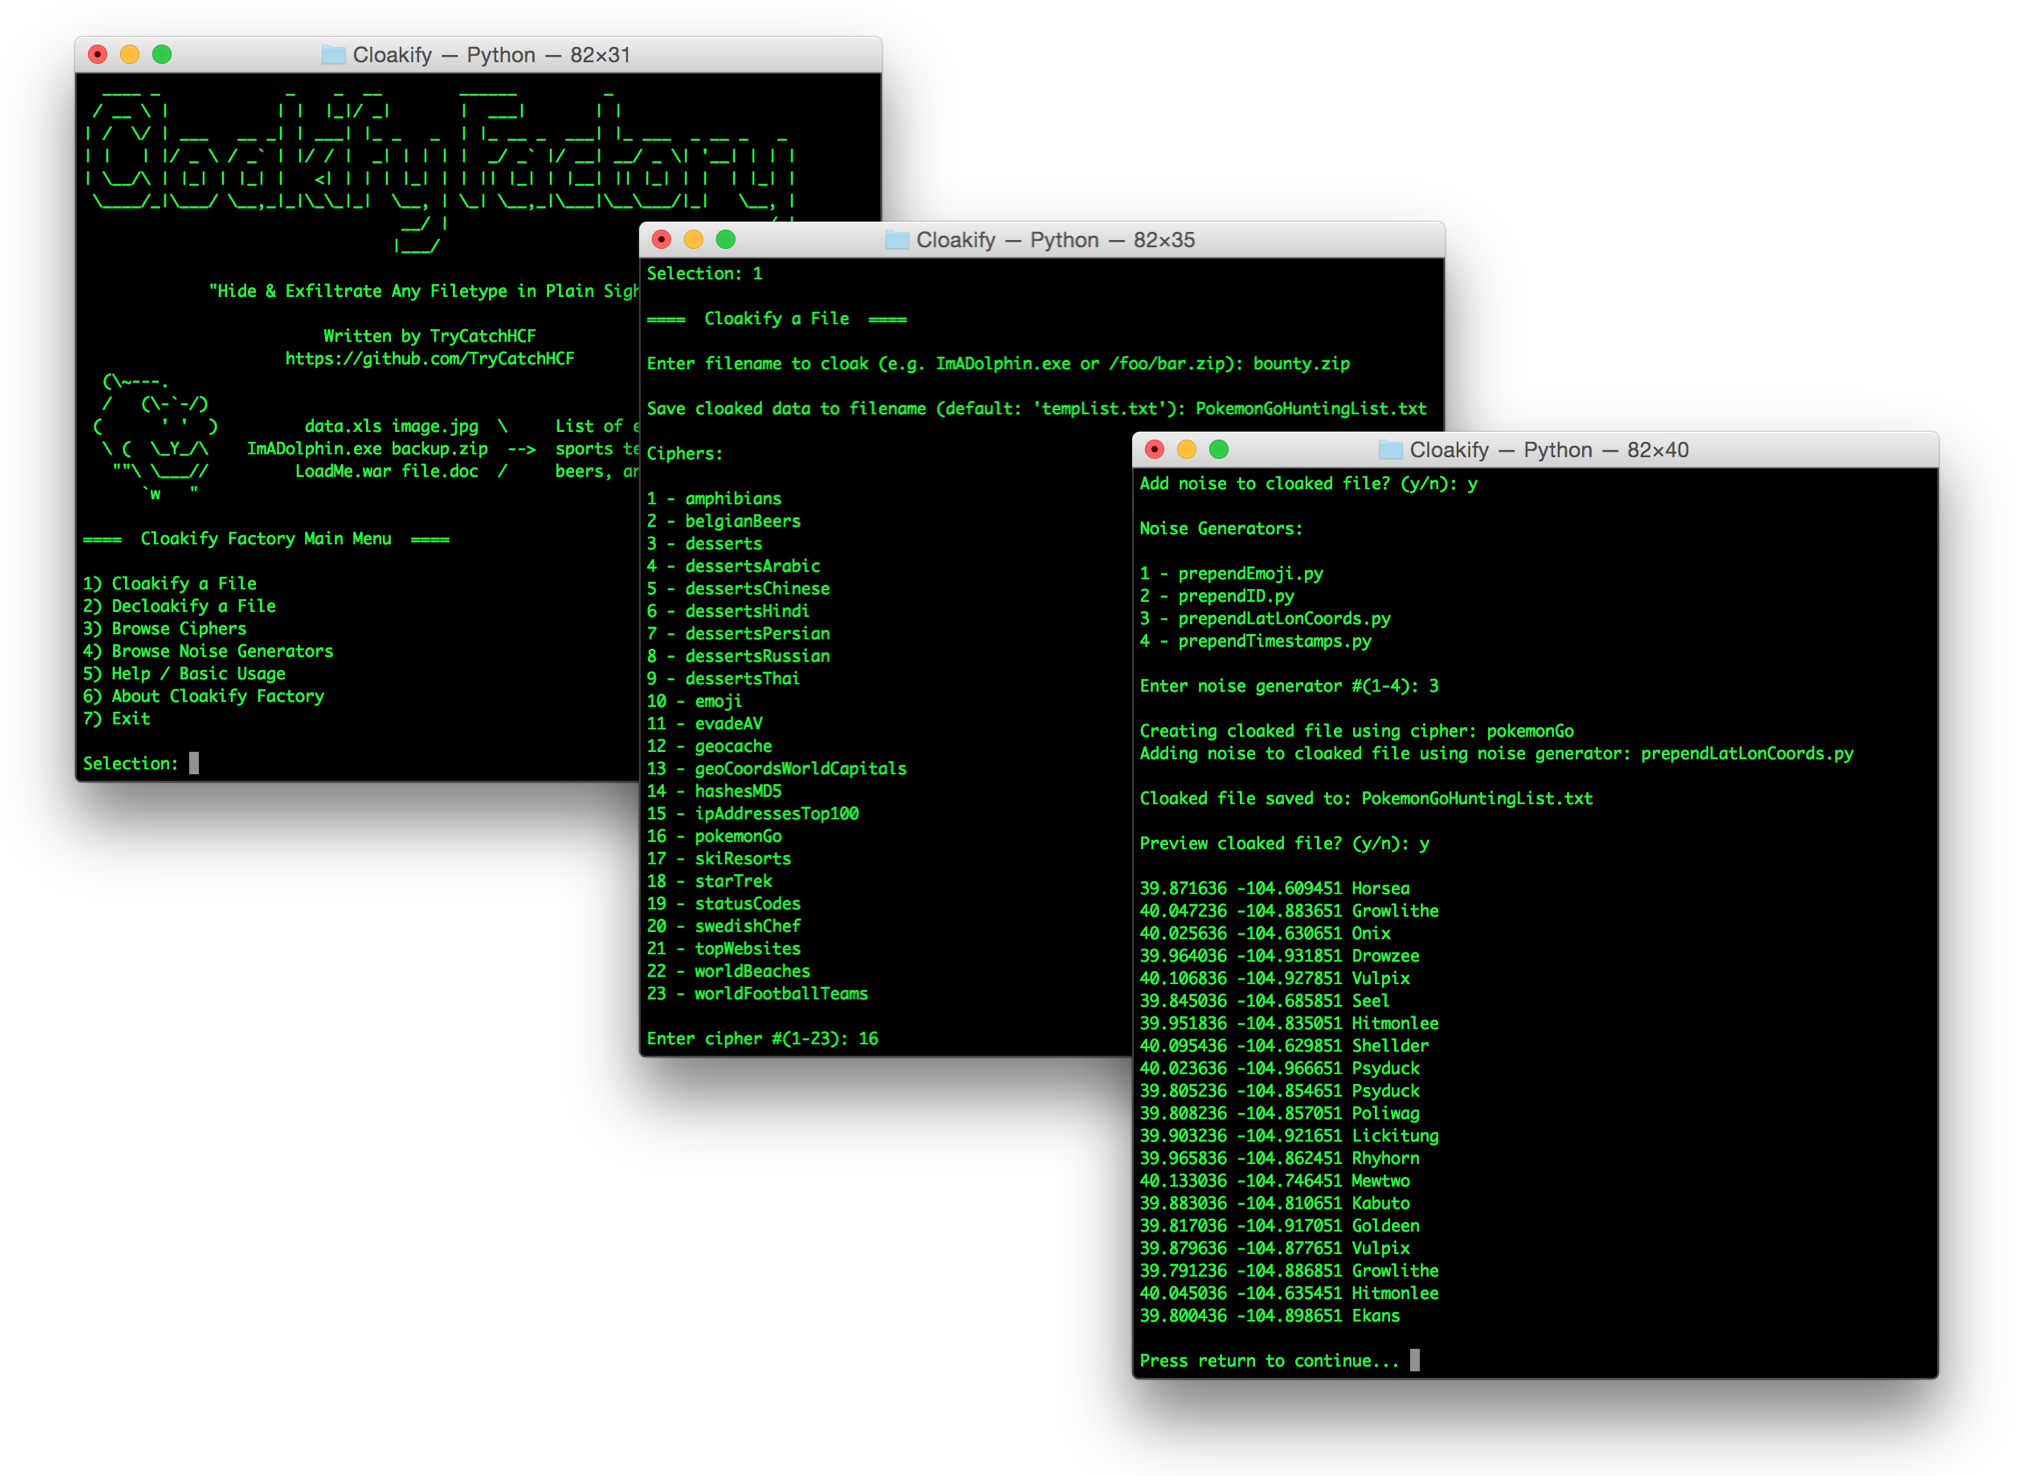 Cloakify — Python — 82×31
Cloakify Factory
"Hide & Exfiltrate Any Filetype in Plain
Written by TryCatchHCF
https://github.com/TryCatchHCF
data.xls image.jpg \ List of
ImADolphin.exe backup.zip --> sports
LoadMe.war file.doc / beers,
==== Cloakify Factory Main Menu ====
1) Cloakify a File
2) Decloakify a File
3) Browse Ciphers
4) Browse Noise Generators
5) Help / Basic Usage
6) About Cloakify Factory
7) Exit
Selection:
Cloakify — Python — 82×35
Selection: 1
==== Cloakify a File ====
Enter filename to cloak (e.g. ImADolphin.exe or /foo/bar.zip): bounty.zip
Save cloaked data to filename (default: 'tempList.txt'): PokemonGoHuntingList.txt
Ciphers:
1 - amphibians
2 - belgianBeers
3 - desserts
4 - dessertsArabic
5 - dessertsChinese
6 - dessertsHindi
7 - dessertsPersian
8 - dessertsRussian
9 - dessertsThai
10 - emoji
11 - evadeAV
12 - geocache
13 - geoCoordsWorldCapitals
14 - hashesMD5
15 - ipAddressesTop100
16 - pokemonGo
17 - skiResorts
18 - starTrek
19 - statusCodes
20 - swedishChef
21 - topWebsites
22 - worldBeaches
23 - worldFootballTeams
Enter cipher #(1-23): 16
Cloakify — Python — 82×40
Add noise to cloaked file? (y/n): y
Noise Generators:
1 - prependEmoji.py
2 - prependID.py
3 - prependLatLonCoords.py
4 - prependTimestamps.py
Enter noise generator #(1-4): 3
Creating cloaked file using cipher: pokemonGo
Adding noise to cloaked file using noise generator: prependLatLonCoords.py
Cloaked file saved to: PokemonGoHuntingList.txt
Preview cloaked file? (y/n): y
39.871636 -104.609451 Horsea
40.047236 -104.883651 Growlithe
40.025636 -104.630651 Onix
39.964036 -104.931851 Drowzee
40.106836 -104.927851 Vulpix
39.845036 -104.685851 Seel
39.951836 -104.835051 Hitmonlee
40.095436 -104.629851 Shellder
40.023636 -104.966651 Psyduck
39.805236 -104.854651 Psyduck
39.808236 -104.857051 Poliwag
39.903236 -104.921651 Lickitung
39.965836 -104.862451 Rhyhorn
40.133036 -104.746451 Mewtwo
39.883036 -104.810651 Kabuto
39.817036 -104.917051 Goldeen
39.879636 -104.877651 Vulpix
39.791236 -104.886851 Growlithe
40.045036 -104.635451 Hitmonlee
39.800436 -104.898651 Ekans
Press return to continue...